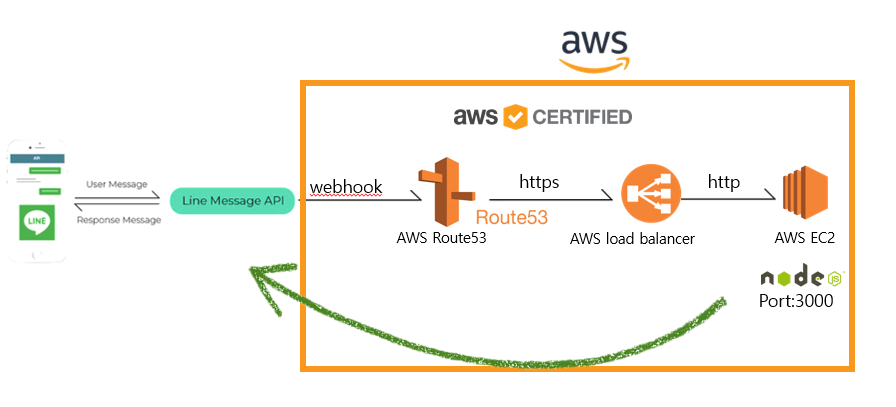 aws
aws CERTIFIED
API
User Message
Response Message
LINE
Line Message API
webhook
https
http
Route53
AWS Route53
AWS load balancer
AWS EC2
node
JS
Port:3000